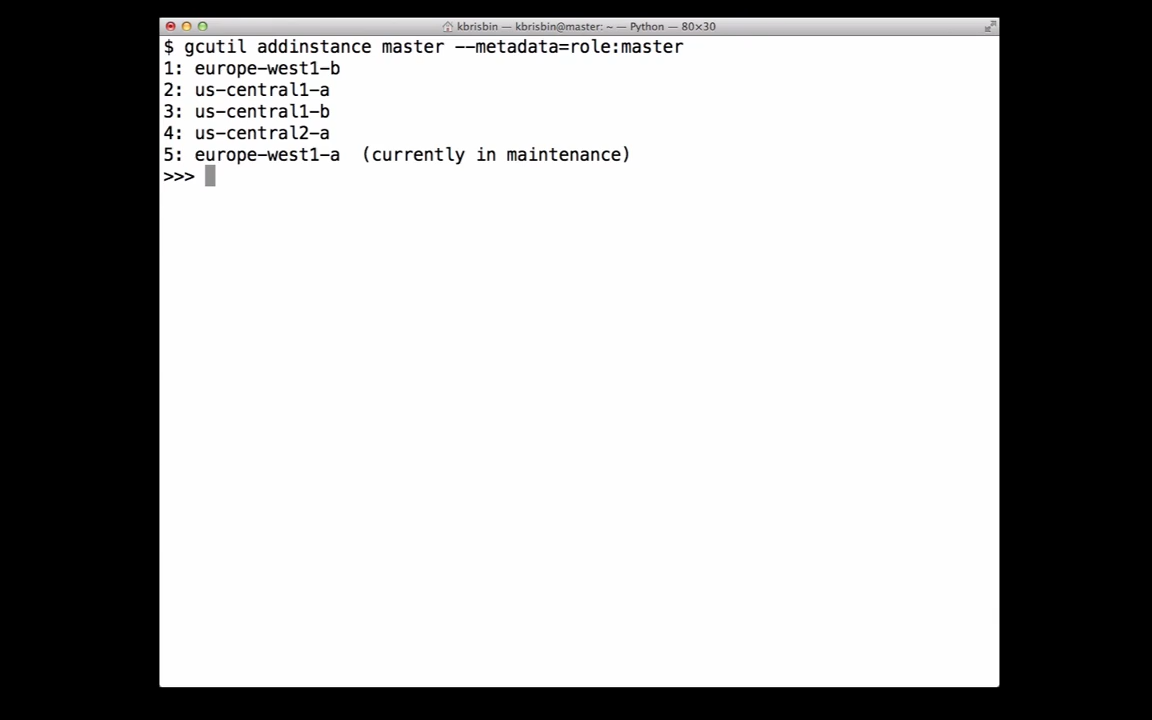 kbrisbin — kbrisbin@master: ~ — Python — 80×30
$ gcutil addinstance master --metadata=role:master
1: europe-west1-b
2: us-central1-a
3: us-central1-b
4: us-central2-a
5: europe-west1-a  (currently in maintenance)
>>>